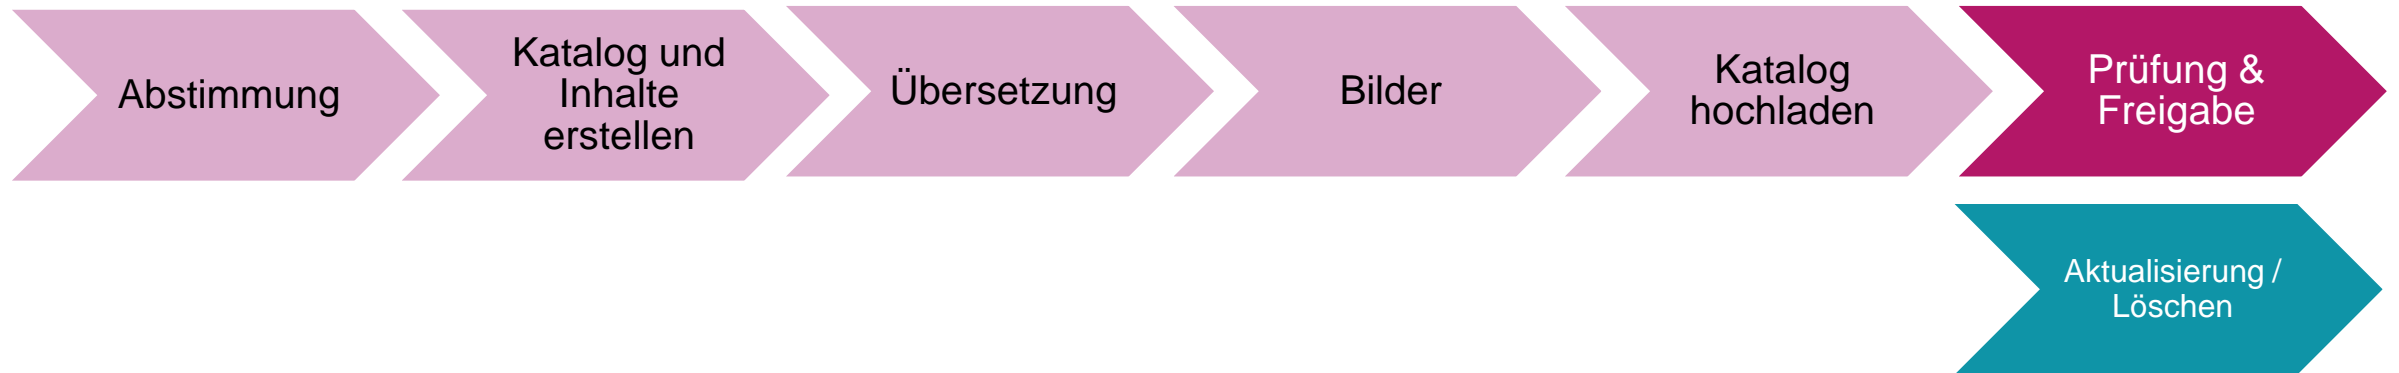 Abstimmung
Katalog und
Inhalte
erstellen
Übersetzung
Bilder
Katalog
hochladen
Prüfung &
Freigabe
Aktualisierung /
Löschen